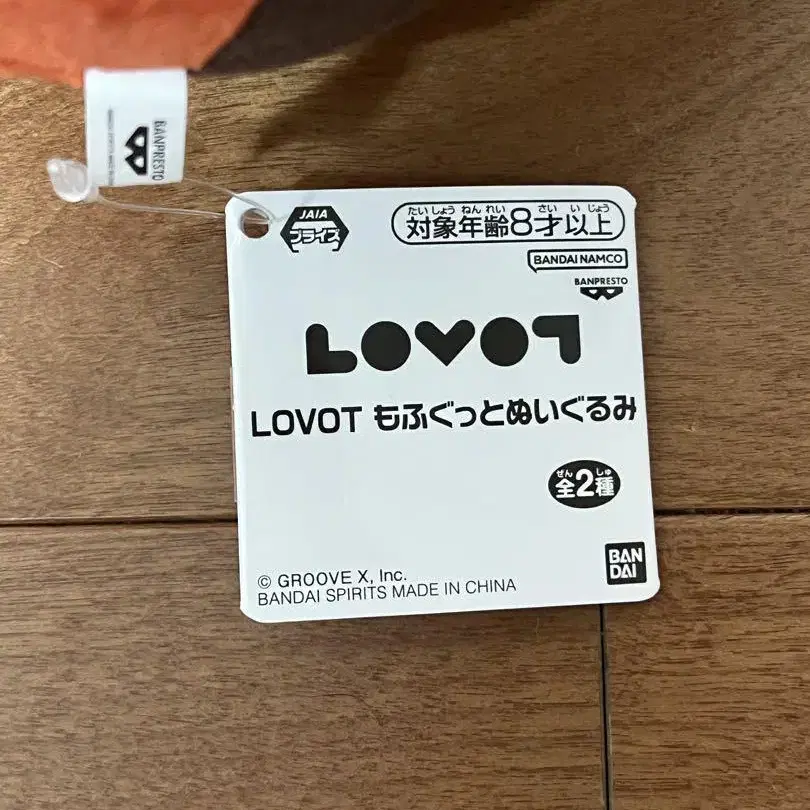 BANPRESTO
JAIA
プライズ
たいしょうねんれい さい いじょう
対象年齢8才以上
BANDAI NAMCO
BANPRESTO
LOVOT
LOVOT もふぐっとぬいぐるみ
ぜん しゅ
全2種
BAN
DAI
© GROOVE X, Inc.
BANDAI SPIRITS MADE IN CHINA